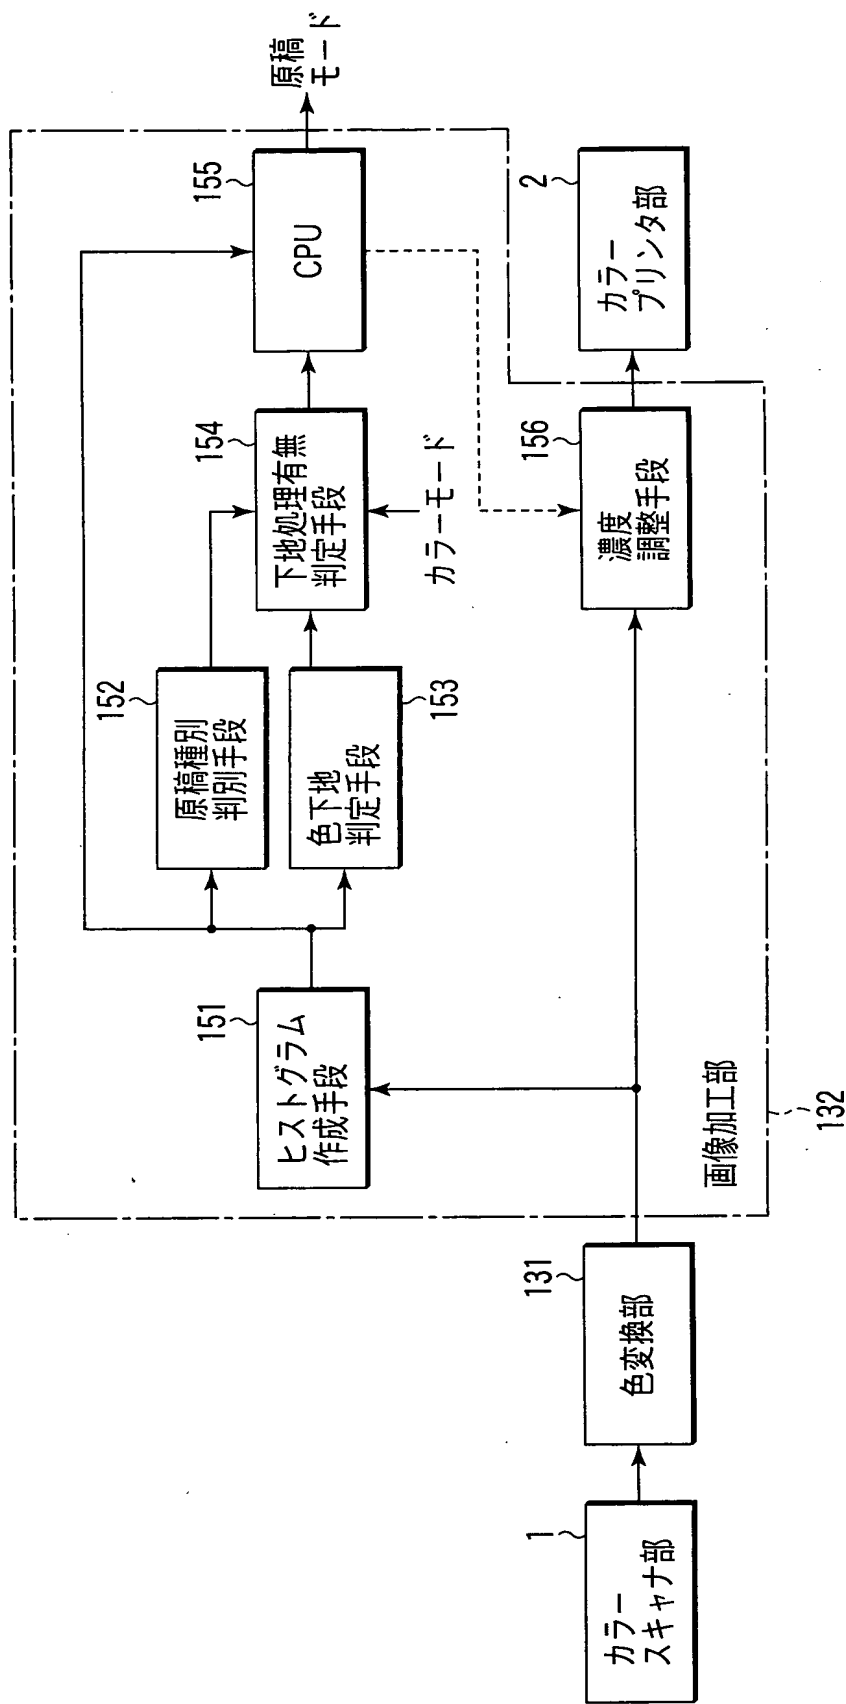 1
カラー
スキャナ部
131
色変換部
画像加工部
132
151
ヒストグラム
作成手段
152
原稿種別
判別手段
153
色下地
判定手段
154
下地処理有無
判定手段
カラーモード
155
CPU
原稿
モード
156
濃度
調整手段
2
カラー
プリンタ部